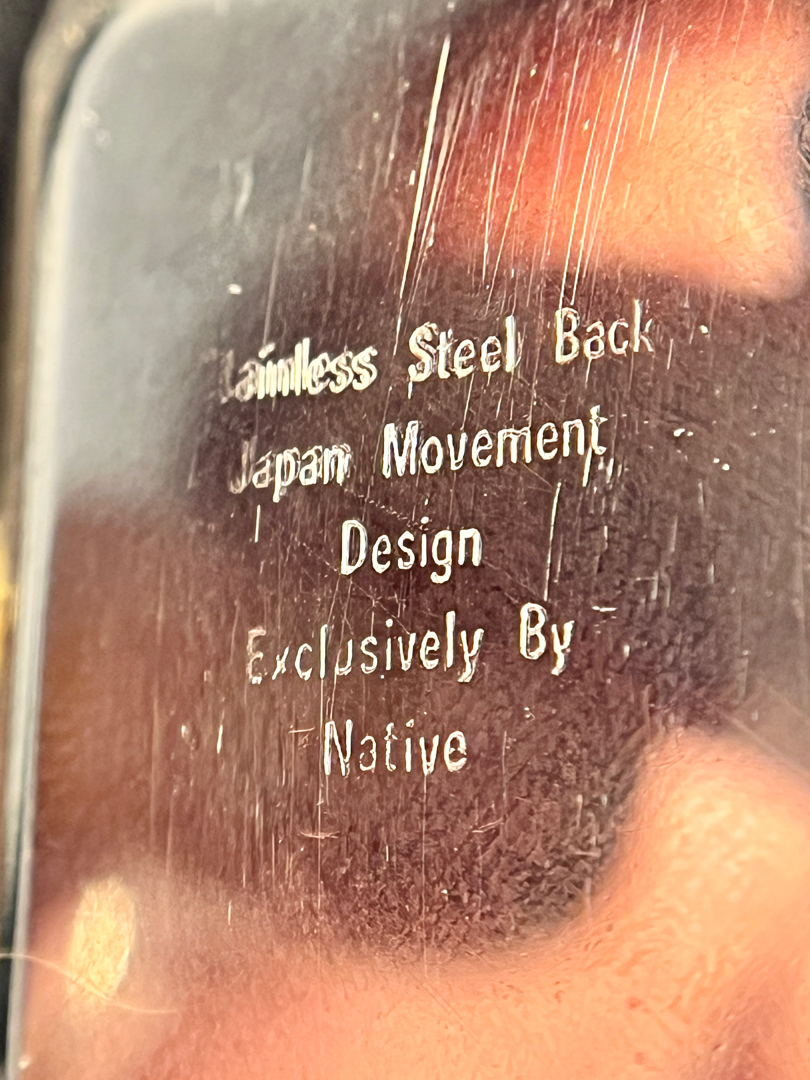 Stainless Steel Back
Japan Movement
Design
Exclusively By
Native